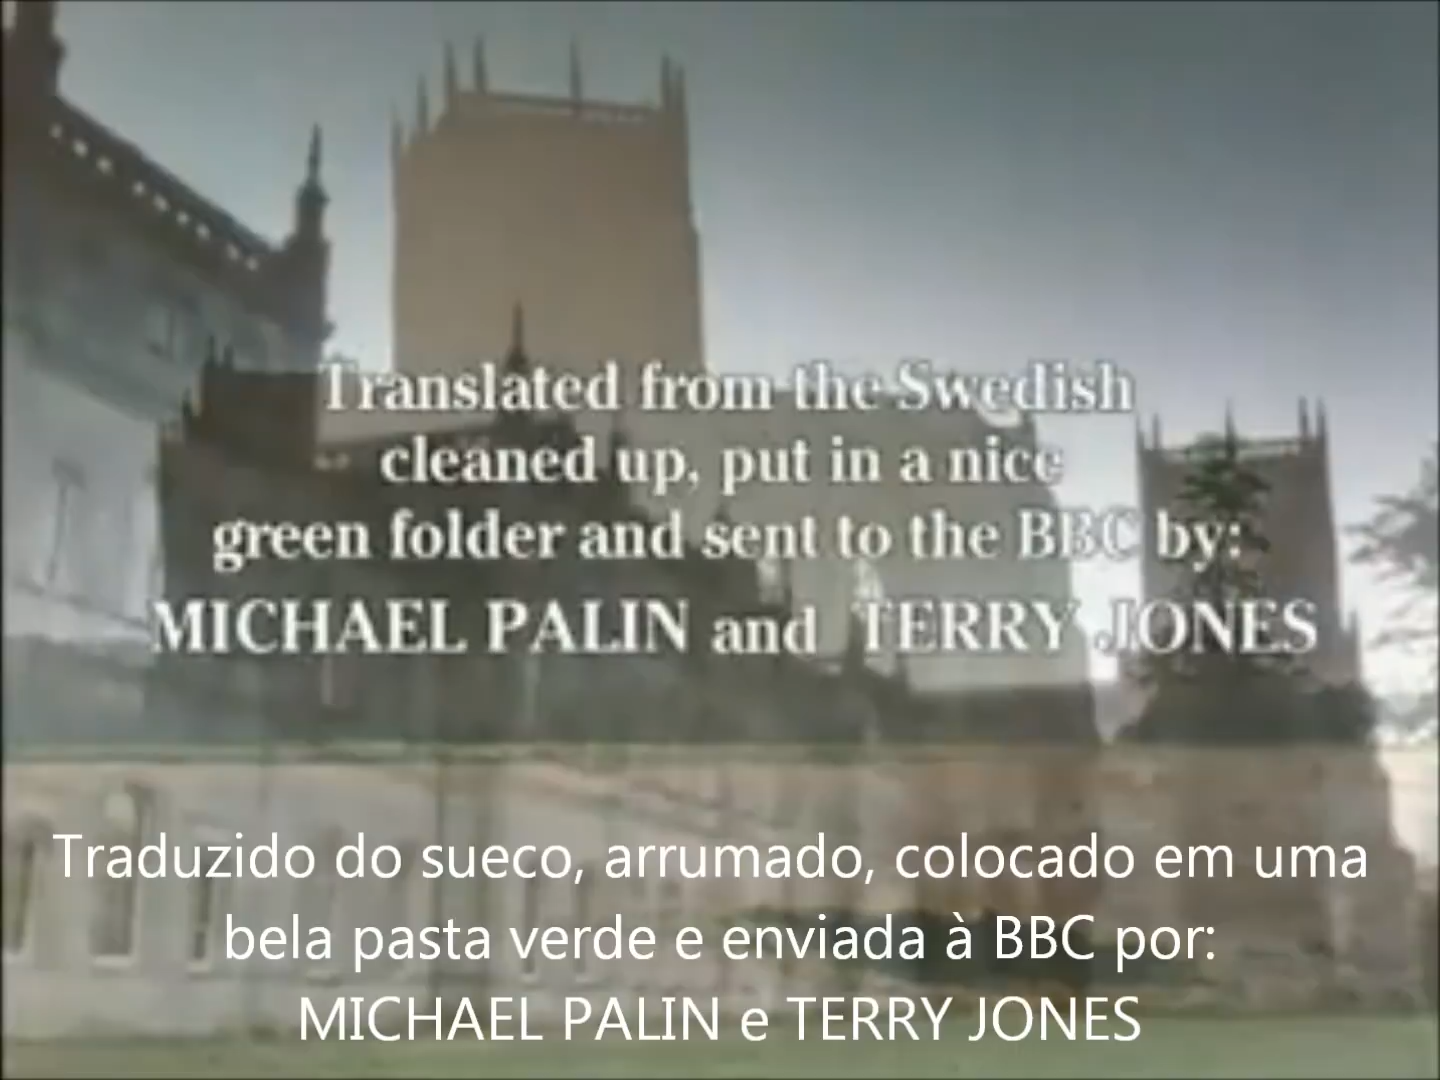 Translated from the Swedish
cleaned up, put in a nice
green folder and sent to the BBC by:
MICHAEL PALIN and TERRY JONES
Traduzido do sueco, arrumado, colocado em uma
bela pasta verde e enviada à BBC por:
MICHAEL PALIN e TERRY JONES